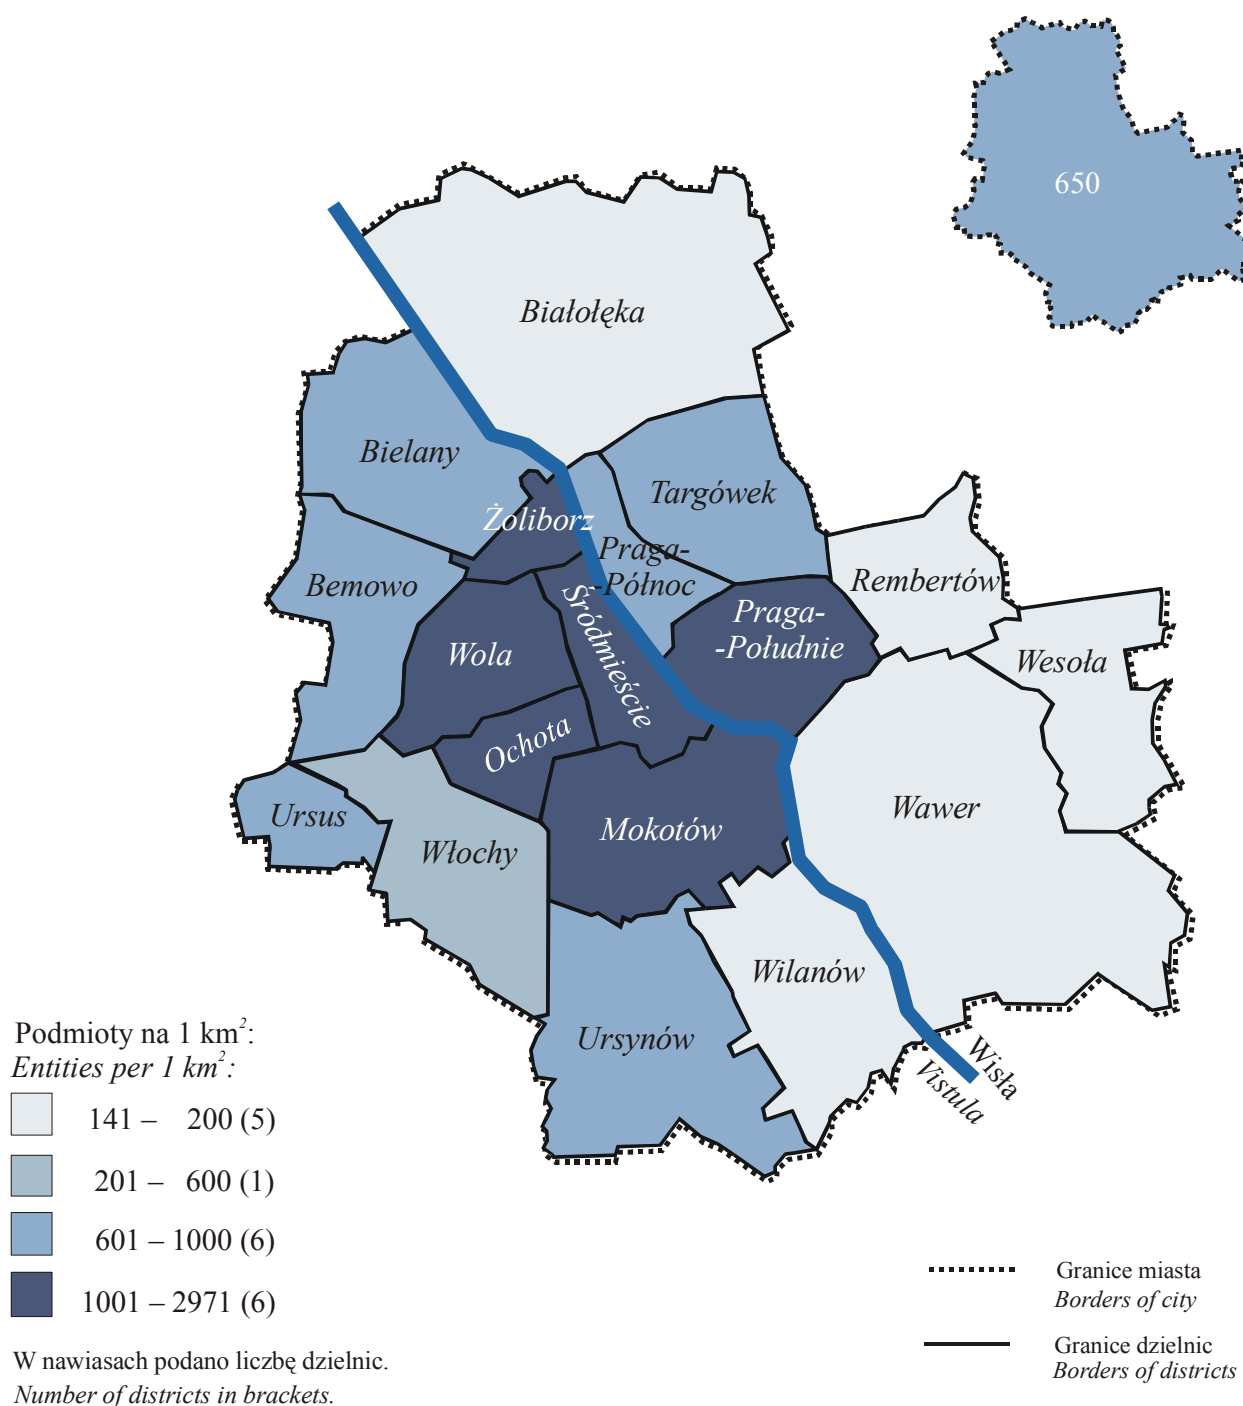 650
Białołęka
Bielany
Targówek
Żoliborz
Praga-
-Północ
Rembertów
Bemowo
Śródmieście
Praga-
-Południe
Wola
Wesoła
Ochota
Ursus
Włochy
Mokotów
Wawer
Wilanów
Ursynów
Wisła
Vistula
Podmioty na 1 km²:
Entities per 1 km²:
141 – 200 (5)
201 – 600 (1)
601 – 1000 (6)
1001 – 2971 (6)
W nawiasach podano liczbę dzielnic.
Number of districts in brackets.
Granice miasta
Borders of city
Granice dzielnic
Borders of districts